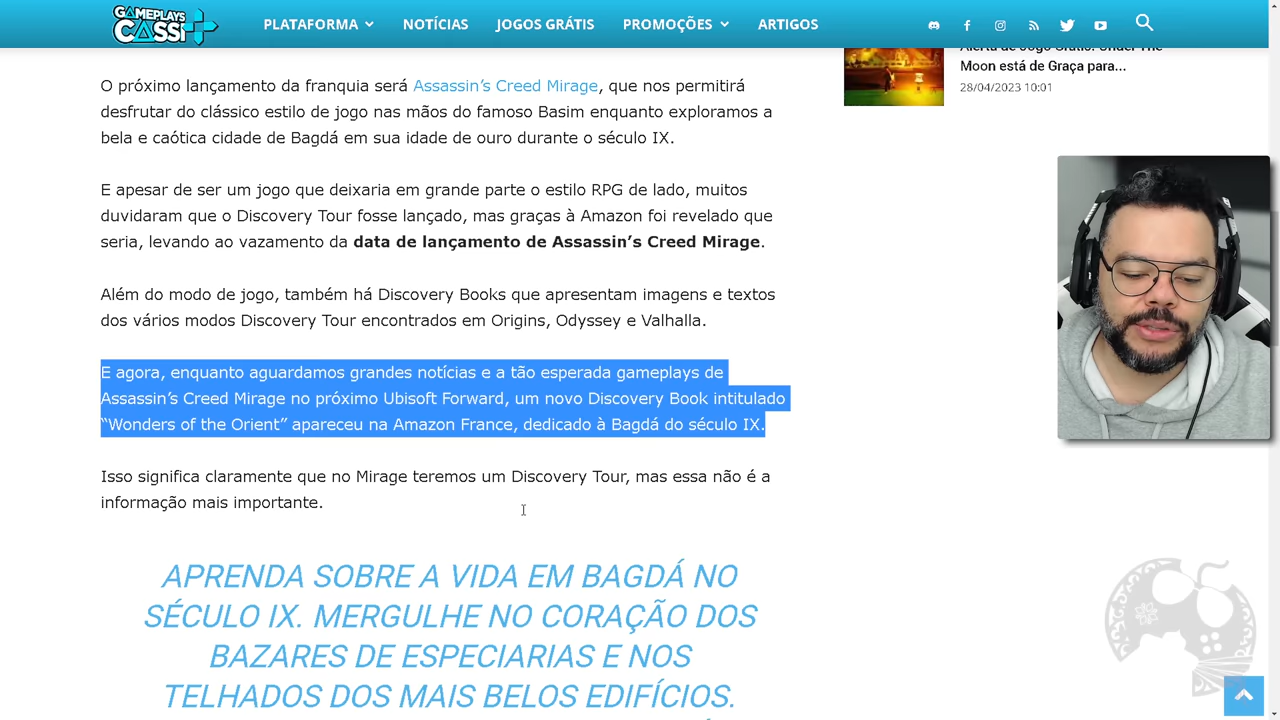 GAMEPLAYS
CASSI
PLATAFORMA
NOTÍCIAS
JOGOS GRÁTIS
PROMOÇÕES
ARTIGOS
Alerta de Jogo Grátis: Under The
Moon está de Graça para...
28/04/2023 10:01
O próximo lançamento da franquia será Assassin’s Creed Mirage, que nos permitirá
desfrutar do clássico estilo de jogo nas mãos do famoso Basim enquanto exploramos a
bela e caótica cidade de Bagdá em sua idade de ouro durante o século IX.
E apesar de ser um jogo que deixaria em grande parte o estilo RPG de lado, muitos
duvidaram que o Discovery Tour fosse lançado, mas graças à Amazon foi revelado que
seria, levando ao vazamento da data de lançamento de Assassin’s Creed Mirage.
Além do modo de jogo, também há Discovery Books que apresentam imagens e textos
dos vários modos Discovery Tour encontrados em Origins, Odyssey e Valhalla.
E agora, enquanto aguardamos grandes notícias e a tão esperada gameplays de
Assassin’s Creed Mirage no próximo Ubisoft Forward, um novo Discovery Book intitulado
“Wonders of the Orient” apareceu na Amazon France, dedicado à Bagdá do século IX.
Isso significa claramente que no Mirage teremos um Discovery Tour, mas essa não é a
informação mais importante.
APRENDA SOBRE A VIDA EM BAGDÁ NO
SÉCULO IX. MERGULHE NO CORAÇÃO DOS
BAZARES DE ESPECIARIAS E NOS
TELHADOS DOS MAIS BELOS EDIFÍCIOS.